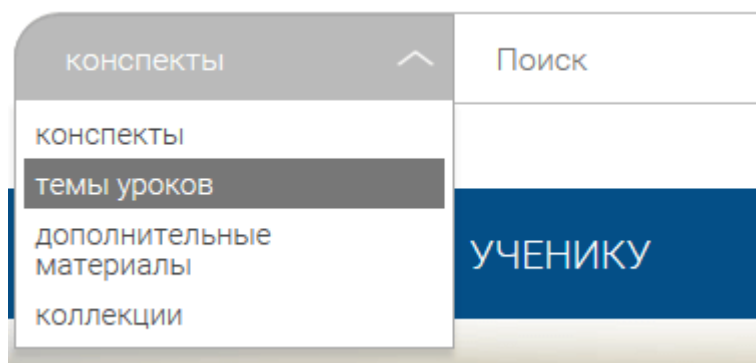 конспекты
Поиск
конспекты
темы уроков
дополнительные
материалы
коллекции
УЧЕНИКУ